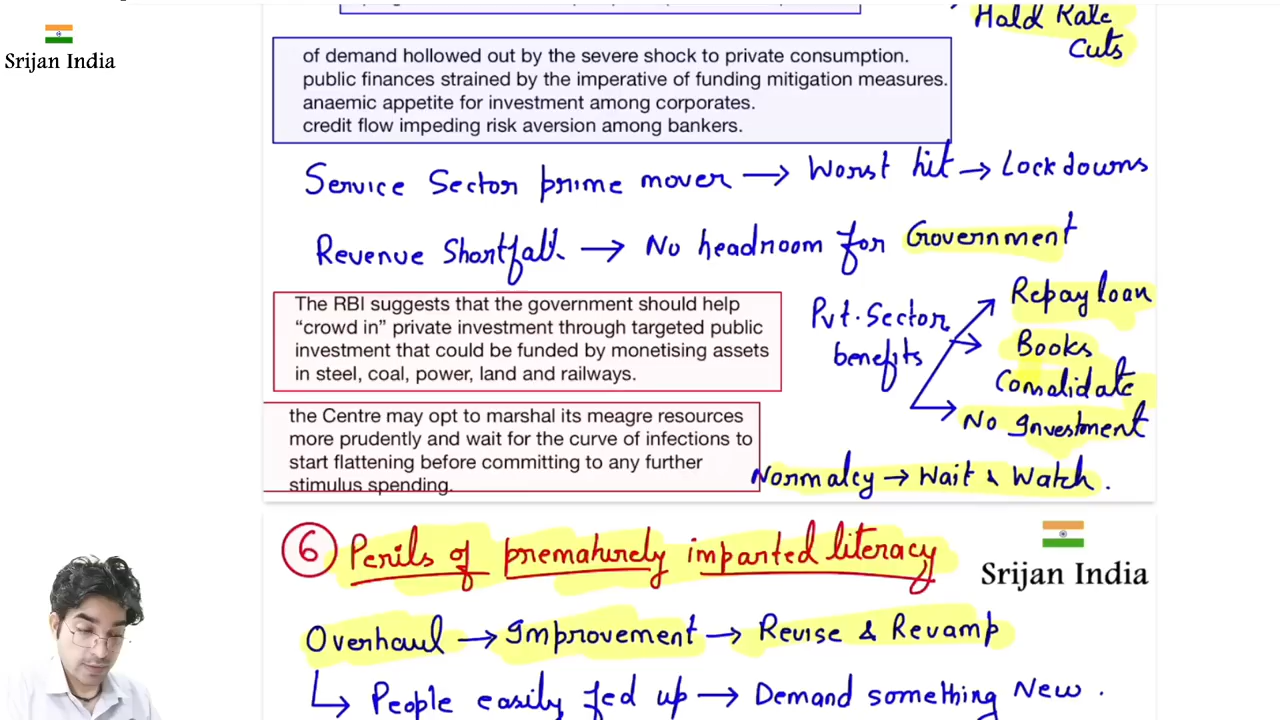 Srijan India
Hald Rate
Cuts
of demand hollowed out by the severe shock to private consumption.
public finances strained by the imperative of funding mitigation measures.
anaemic appetite for investment among corporates.
credit flow impeding risk aversion among bankers.
Service Sector prime mover → Worst hit → Lockdowns
Revenue Shortfall → No headroom for Government
The RBI suggests that the government should help
“crowd in” private investment through targeted public
investment that could be funded by monetising assets
in steel, coal, power, land and railways.
Pvt. Sector
benefits
Repay loan
Books
Consalidate
No Investment
the Centre may opt to marshal its meagre resources
more prudently and wait for the curve of infections to
start flattening before committing to any further
stimulus spending.
Normalcy → Wait & Watch.
6 Perils of prematurely imparted literacy
Srijan India
Overhaul → Improvement → Revise & Revamp
People easily fed up → Demand something New.